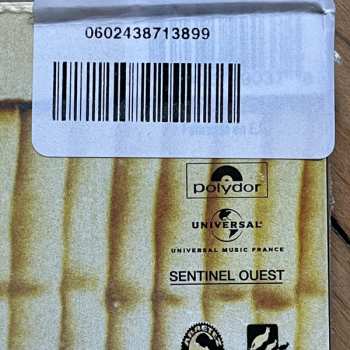 0602438713899
polydor
UNIVERSAL
UNIVERSAL MUSIC FRANCE
SENTINEL OUEST